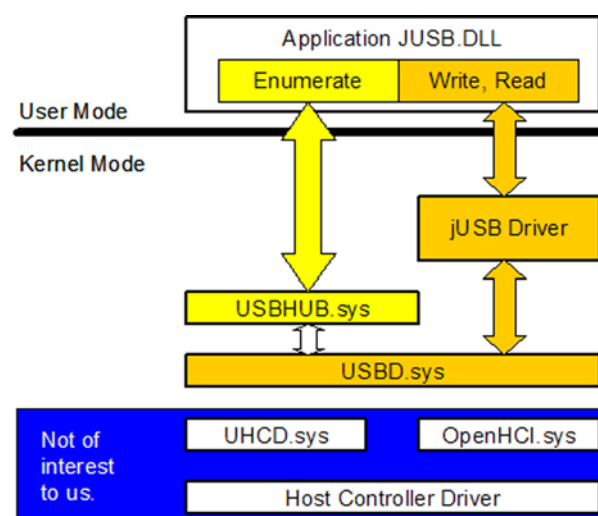 Application JUSB.DLL
Enumerate
Write, Read
User Mode
Kernel Mode
jUSB Driver
USBHUB.sys
USBD.sys
Not of
interest
to us.
UHCD.sys
OpenHCI.sys
Host Controller Driver